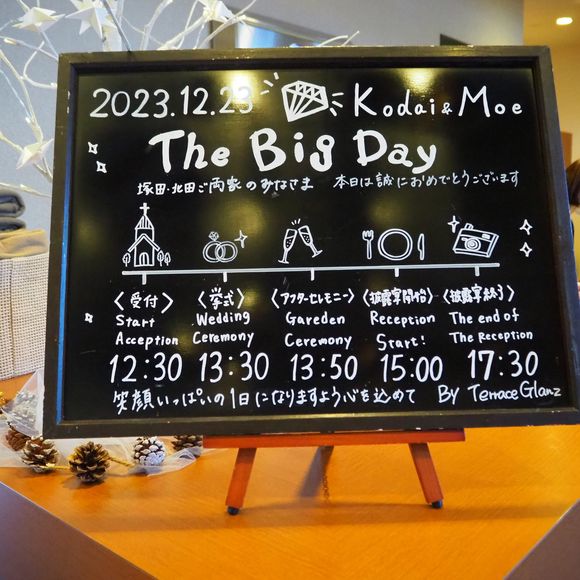 2023.12.23 Kodai & Moe
The Big Day
塚田・北田ご両家のみなさま 本日は誠におめでとうございます
〈受付〉 〈挙式〉 〈アフターセレモニー〉 〈披露宴開始〉 〈披露宴終了〉
Start Wedding Gareden Reception The end of
Acception Ceremony Ceremony Start! The Reception
12:30 13:30 13:50 15:00 17:30
笑顔いっぱいの1日になりますよう心を込めて By Terrace Glanz